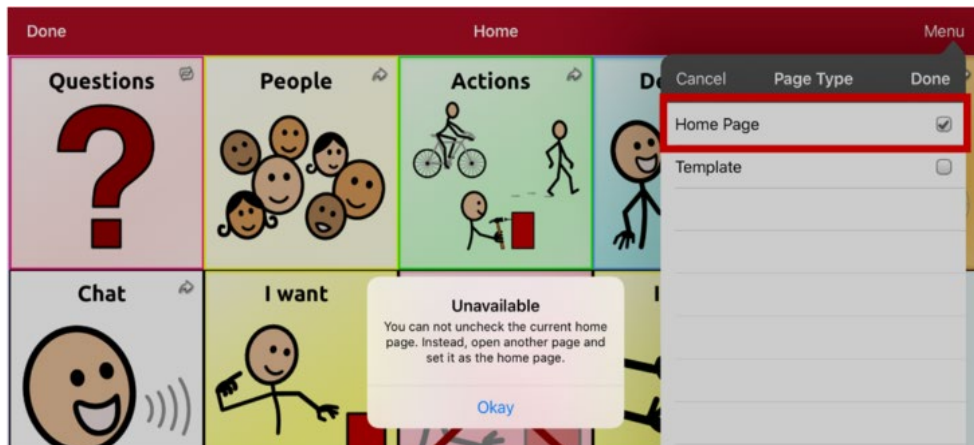 Done Home Menu
Questions People Actions
Cancel Page Type Done
Home Page
Template
Chat I want
Unavailable
You can not uncheck the current home
page. Instead, open another page and
set it as the home page.
Okay